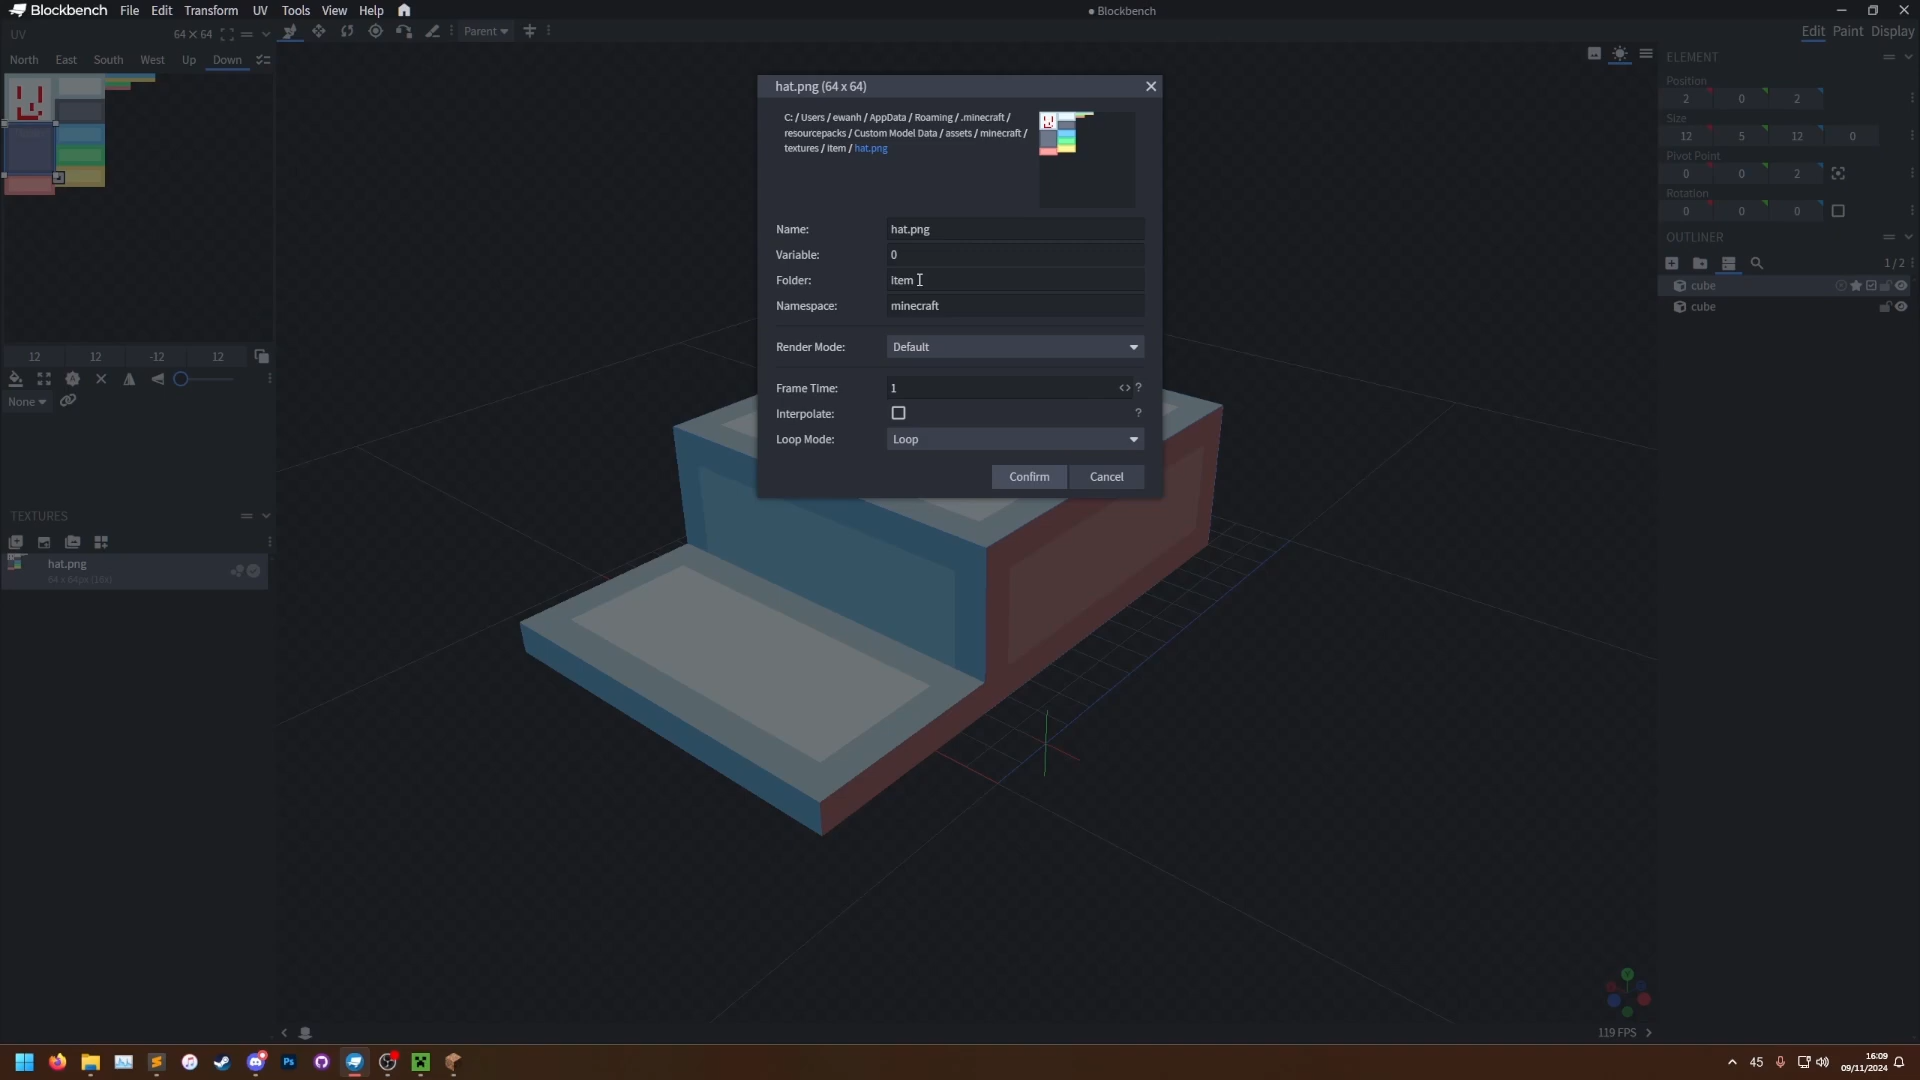 Blockbench File Edit Transform UV Tools View Help
● Blockbench
UV 64 × 64
Parent
Edit Paint Display
North East South West Up Down
12 12 -12 12
None
TEXTURES
hat.png
64 x 64px (16x)
hat.png (64 x 64)
C: / Users / ewanh / AppData / Roaming / .minecraft /
resourcepacks / Custom Model Data / assets / minecraft /
textures / item / hat.png
Name: hat.png
Variable: 0
Folder: item
Namespace: minecraft
Render Mode: Default
Frame Time: 1 ?
Interpolate: ?
Loop Mode: Loop
Confirm Cancel
ELEMENT
Position
2 0 2
Size
12 5 12 0
Pivot Point
0 0 2
Rotation
0 0 0
OUTLINER
1/2
cube
cube
Y
119 FPS
Ps
45
16:09
09/11/2024